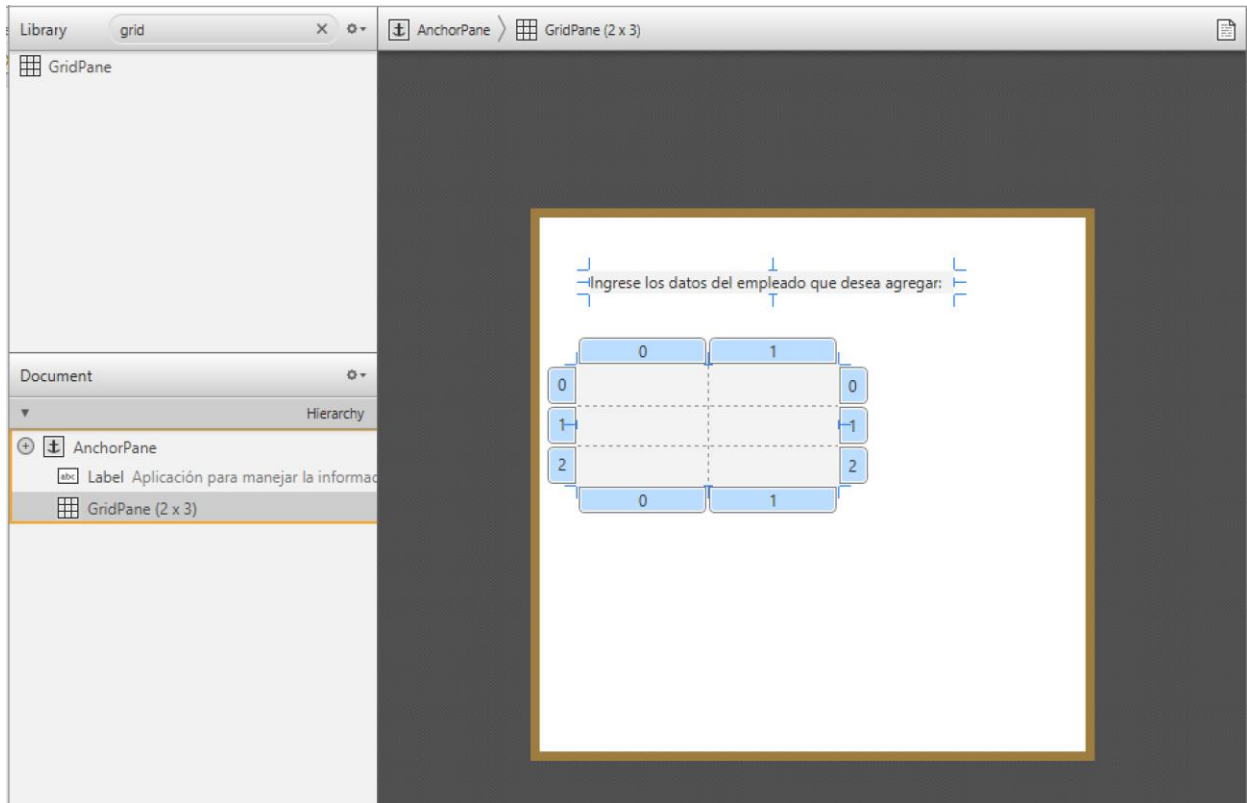 Library
grid
AnchorPane
GridPane (2 x 3)
GridPane
Ingrese los datos del empleado que desea agregar:
0 1
0 0
1 1
2 2
0 1
Document
Hierarchy
AnchorPane
abc Label Aplicación para manejar la informac
GridPane (2 x 3)